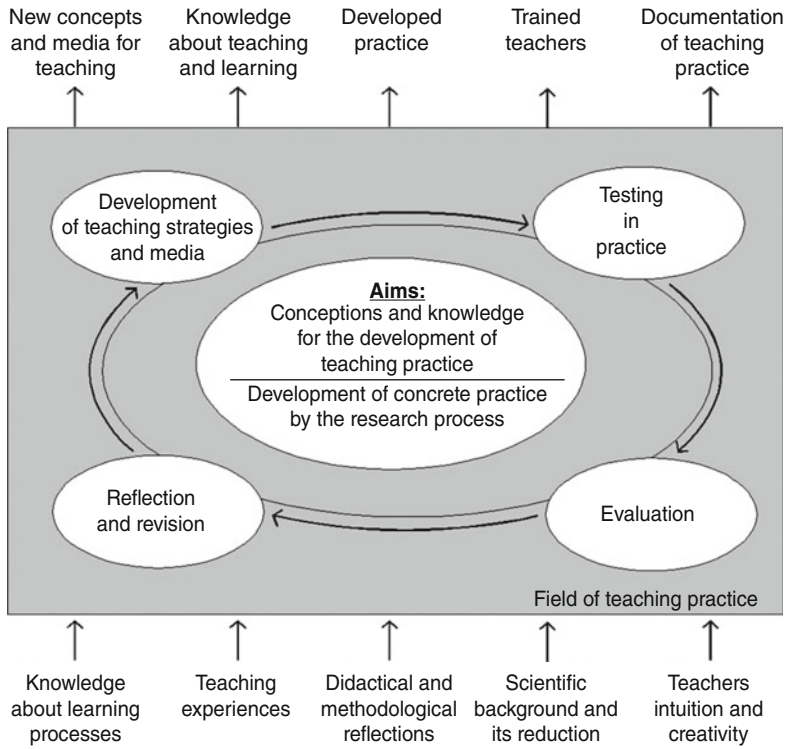 New concepts
and media for
teaching
Knowledge
about teaching
and learning
Developed
practice
Trained
teachers
Documentation
of teaching
practice
Development
of teaching strategies
and media
Testing
in
practice
Aims:
Conceptions and knowledge
for the development of
teaching practice
Development of concrete practice
by the research process
Reflection
and revision
Evaluation
Field of teaching practice
Knowledge
about learning
processes
Teaching
experiences
Didactical and
methodological
reflections
Scientific
background and
its reduction
Teachers
intuition and
creativity